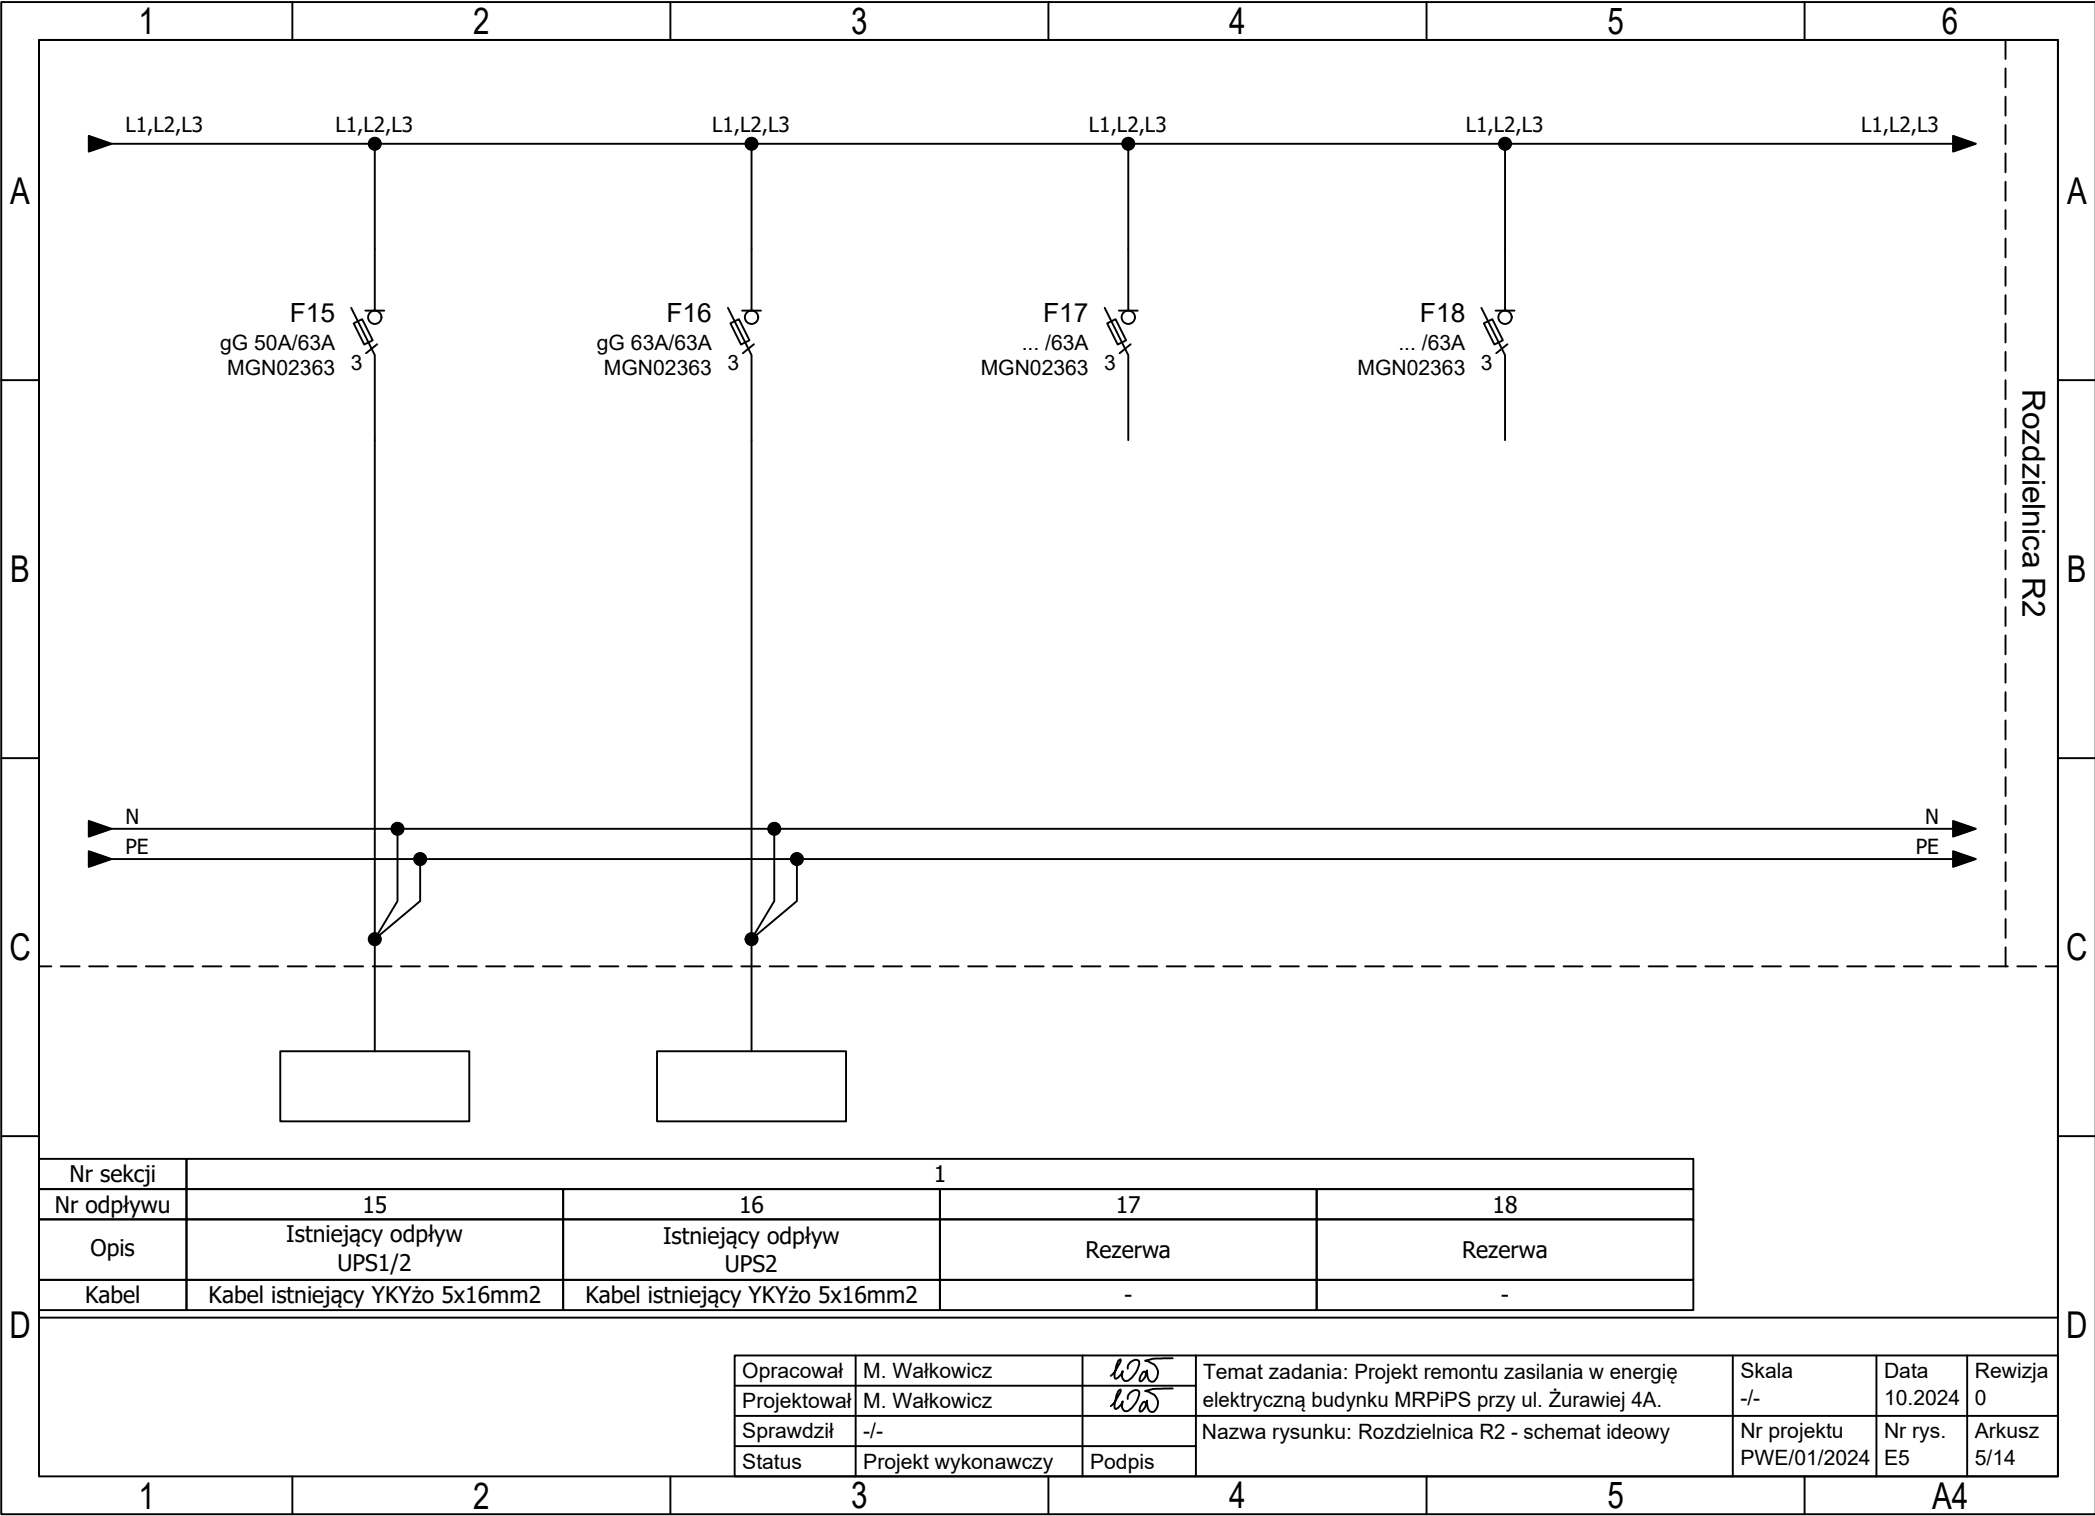 1 2 3 4 5 6
L1,L2,L3 L1,L2,L3 L1,L2,L3 L1,L2,L3 L1,L2,L3 L1,L2,L3
A A
F15 F16 F17 F18
gG 50A/63A gG 63A/63A ... /63A ... /63A
MGN02363 3 MGN02363 3 MGN02363 3 MGN02363 3
Rozdzielnica R2
B B
N N
PE PE
C C
Nr sekcji 1
Nr odpływu 15 16 17 18
Opis Istniejący odpływ Istniejący odpływ Rezerwa Rezerwa
UPS1/2 UPS2
Kabel Kabel istniejący YKYżo 5x16mm2 Kabel istniejący YKYżo 5x16mm2 - -
D D
Opracował M. Wałkowicz Temat zadania: Projekt remontu zasilania w energię Skala Data Rewizja
Projektował M. Wałkowicz elektryczną budynku MRPiPS przy ul. Żurawiej 4A. -/- 10.2024 0
Sprawdził -/- Nazwa rysunku: Rozdzielnica R2 - schemat ideowy Nr projektu Nr rys. Arkusz
Status Projekt wykonawczy Podpis PWE/01/2024 E5 5/14
1 2 3 4 5 A4